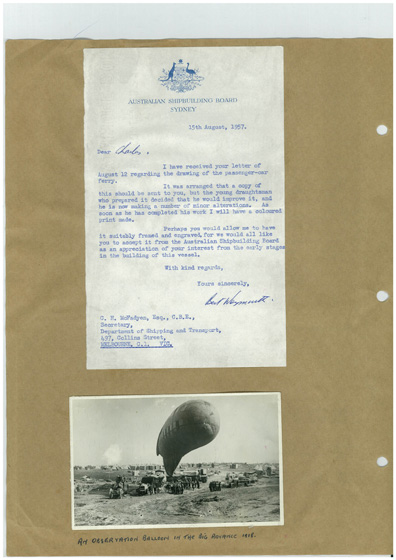 AUSTRALIAN SHIPBUILDING BOARD
SYDNEY
15th August, 1957.
Dear Charles,
I have received your letter of
August 12 regarding the drawing of the passenger-car
ferry.
It was arranged that a copy of
this should be sent to you, but the young draughtsman
who prepared it decided that he would improve it, and
he is now making a number of minor alterations. As
soon as he has completed his work I will have a coloured
print made.
Perhaps you would allow me to have
it suitably framed and engraved, for we would all like
you to accept it from the Australian Shipbuilding Board
as an appreciation of your interest from the early stages
in the building of this vessel.
With kind regards,
Yours sincerely,
C. E. McFadyen, Esq., C.B.E.,
Secretary,
Department of Shipping and Transport,
497, Collins Street,
MELBOURNE, C.1. VIC.
AN OBSERVATION BALLOON IN THE BIG ADVANCE 1918.